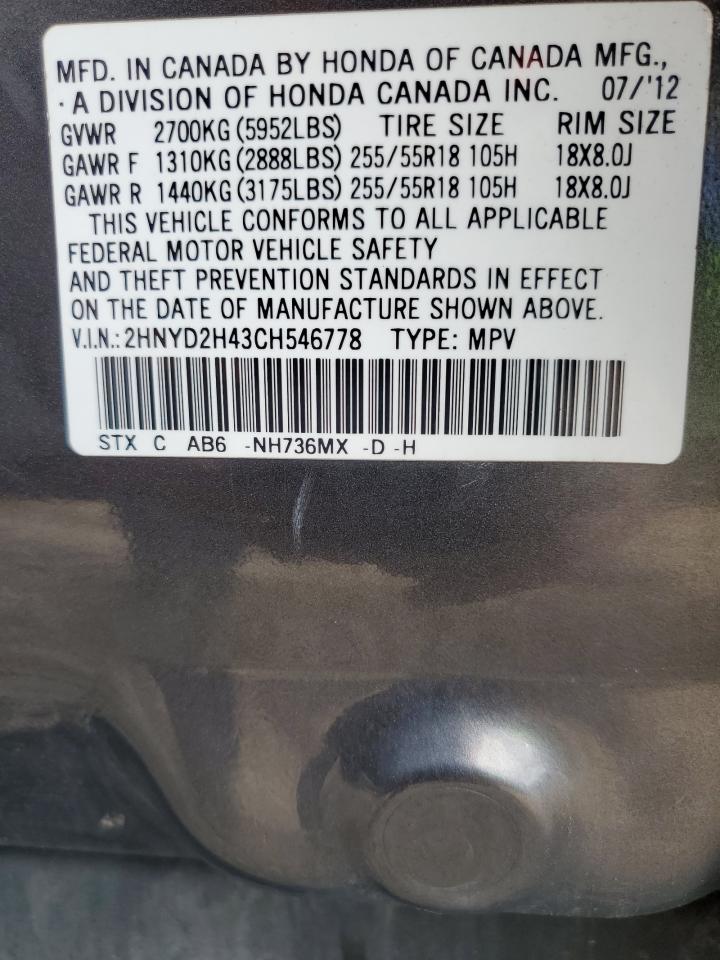 MFD. IN CANADA BY HONDA OF CANADA MFG.,
·A DIVISION OF HONDA CANADA INC. 07/'12
GVWR 2700KG(5952LBS) TIRE SIZE RIM SIZE
GAWR F 1310KG(2888LBS) 255/55R18 105H 18X8.0J
GAWR R 1440KG(3175LBS) 255/55R18 105H 18X8.0J
THIS VEHICLE CONFORMS TO ALL APPLICABLE
FEDERAL MOTOR VEHICLE SAFETY
AND THEFT PREVENTION STANDARDS IN EFFECT
ON THE DATE OF MANUFACTURE SHOWN ABOVE.
V.I.N.:2HNYD2H43CH546778 TYPE: MPV
STX C AB6 -NH736MX -D -H